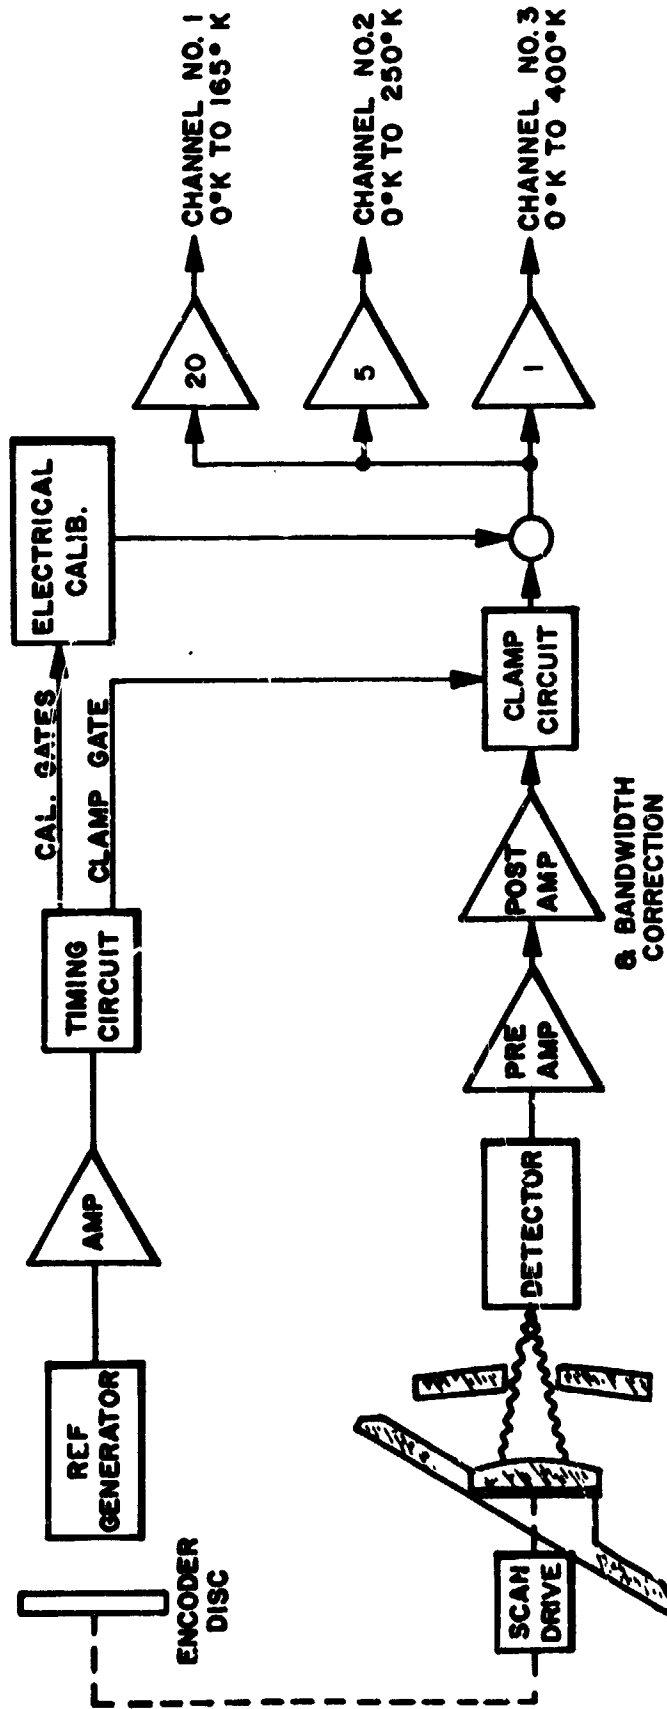 ENCODER
DISC
REF
GENERATOR
AMP
TIMING
CIRCUIT
CAL. GATES
CLAMP GATE
ELECTRICAL
CALIB.
SCAN
DRIVE
DETECTOR
PRE
AMP
POST
AMP
& BANDWIDTH
CORRECTION
CLAMP
CIRCUIT
20
5
1
CHANNEL NO. 1
0°K TO 165° K
CHANNEL NO.2
0°K TO 250°K
CHANNEL NO.3
0°K TO 400°K